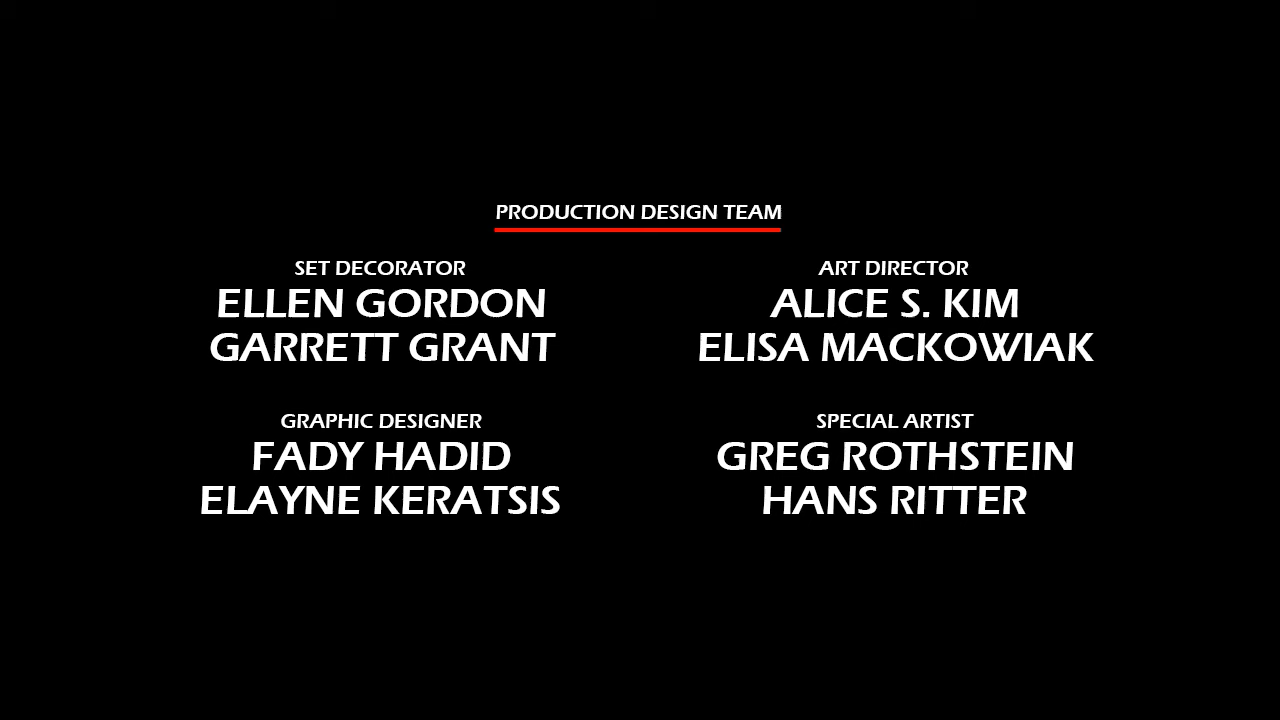 PRODUCTION DESIGN TEAM
SET DECORATOR
ELLEN GORDON
GARRETT GRANT
ART DIRECTOR
ALICE S. KIM
ELISA MACKOWIAK
GRAPHIC DESIGNER
FADY HADID
ELAYNE KERATSIS
SPECIAL ARTIST
GREG ROTHSTEIN
HANS RITTER